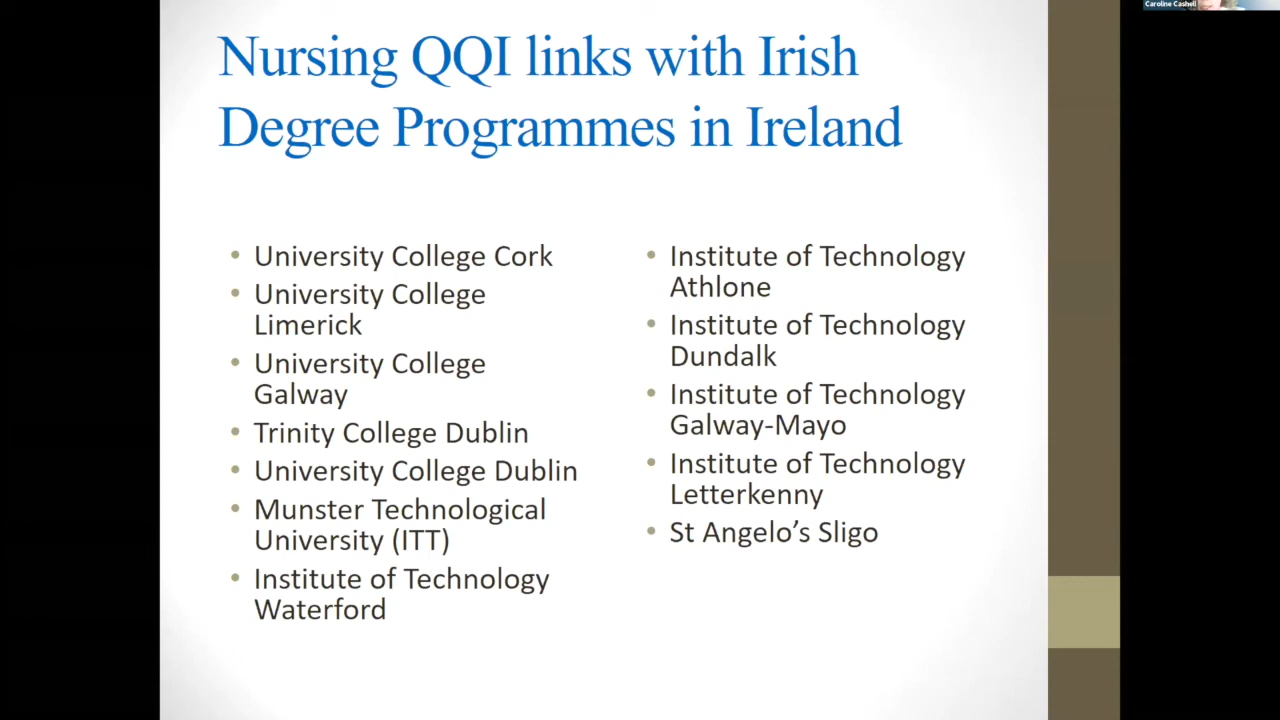 Caroline Cashell
Nursing QQI links with Irish
Degree Programmes in Ireland
• University College Cork
• University College
Limerick
• University College
Galway
• Trinity College Dublin
• University College Dublin
• Munster Technological
University (ITT)
• Institute of Technology
Waterford
• Institute of Technology
Athlone
• Institute of Technology
Dundalk
• Institute of Technology
Galway-Mayo
• Institute of Technology
Letterkenny
• St Angelo’s Sligo